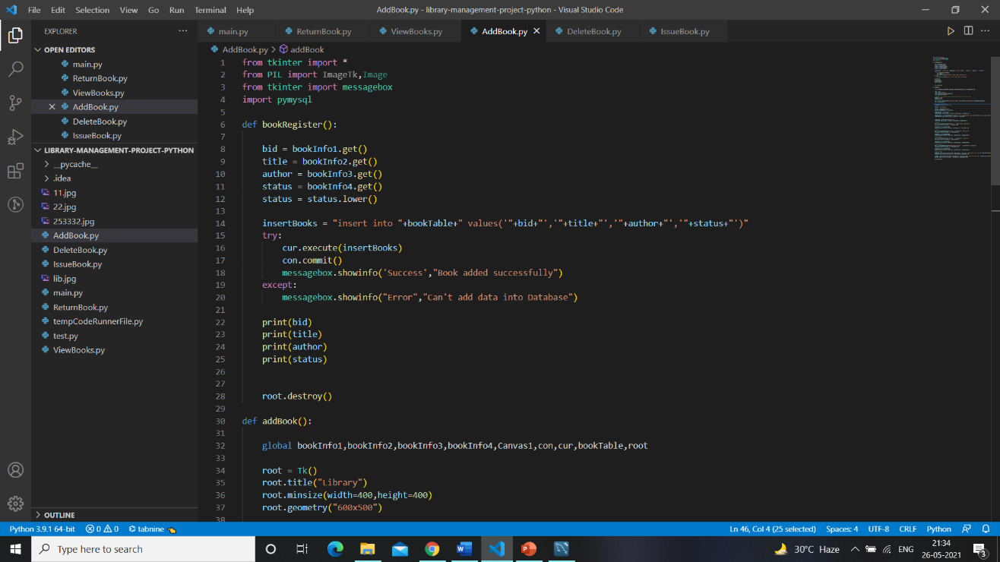 File Edit Selection View Go Run Terminal Help
AddBook.py - library-management-project-python - Visual Studio Code
EXPLORER
OPEN EDITORS
main.py
ReturnBook.py
ViewBooks.py
AddBook.py
DeleteBook.py
IssueBook.py
LIBRARY-MANAGEMENT-PROJECT-PYTHON
__pycache__
.idea
11.jpg
22.jpg
253332.jpg
AddBook.py
DeleteBook.py
IssueBook.py
lib.jpg
main.py
ReturnBook.py
tempCodeRunnerFile.py
test.py
ViewBooks.py
OUTLINE
main.py ReturnBook.py ViewBooks.py AddBook.py DeleteBook.py IssueBook.py
AddBook.py > addBook
1 from tkinter import *
2 from PIL import ImageTk,Image
3 from tkinter import messagebox
4 import pymysql
5
6 def bookRegister():
7
8 bid = bookInfo1.get()
9 title = bookInfo2.get()
10 author = bookInfo3.get()
11 status = bookInfo4.get()
12 status = status.lower()
13
14 insertBooks = "insert into "+bookTable+" values('"+bid+"','"+title+"','"+author+"','"+status+"')"
15 try:
16 cur.execute(insertBooks)
17 con.commit()
18 messagebox.showinfo('Success',"Book added successfully")
19 except:
20 messagebox.showinfo("Error","Can't add data into Database")
21
22 print(bid)
23 print(title)
24 print(author)
25 print(status)
26
27
28 root.destroy()
29
30 def addBook():
31
32 global bookInfo1,bookInfo2,bookInfo3,bookInfo4,Canvas1,con,cur,bookTable,root
33
34 root = Tk()
35 root.title("Library")
36 root.minsize(width=400,height=400)
37 root.geometry("600x500")
38
Python 3.9.1 64-bit 0 0 tabnine Ln 46, Col 4 (25 selected) Spaces: 4 UTF-8 CRLF Python
Type here to search
30°C Haze ENG 21:34
26-05-2021
3